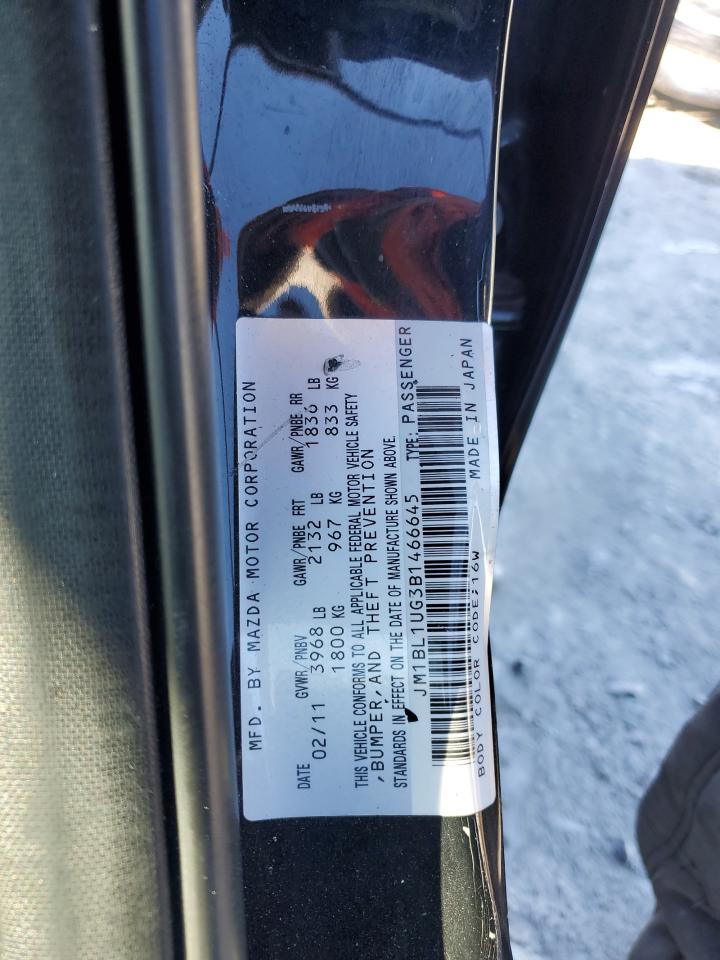 MFD. BY MAZDA MOTOR CORPORATION
DATE GVWR/PNBV GAWR/PNBE FRT GAWR/PNBE RR
02/11 3968 LB 2132 LB 1836 LB
1800 KG 967 KG 833 KG
THIS VEHICLE CONFORMS TO ALL APPLICABLE FEDERAL MOTOR VEHICLE SAFETY
,BUMPER,AND THEFT PREVENTION
STANDARDS IN EFFECT ON THE DATE OF MANUFACTURE SHOWN ABOVE.
JM1BL1UG3B1466645 TYPE: PASSENGER
BODY COLOR CODE:16W MADE IN JAPAN